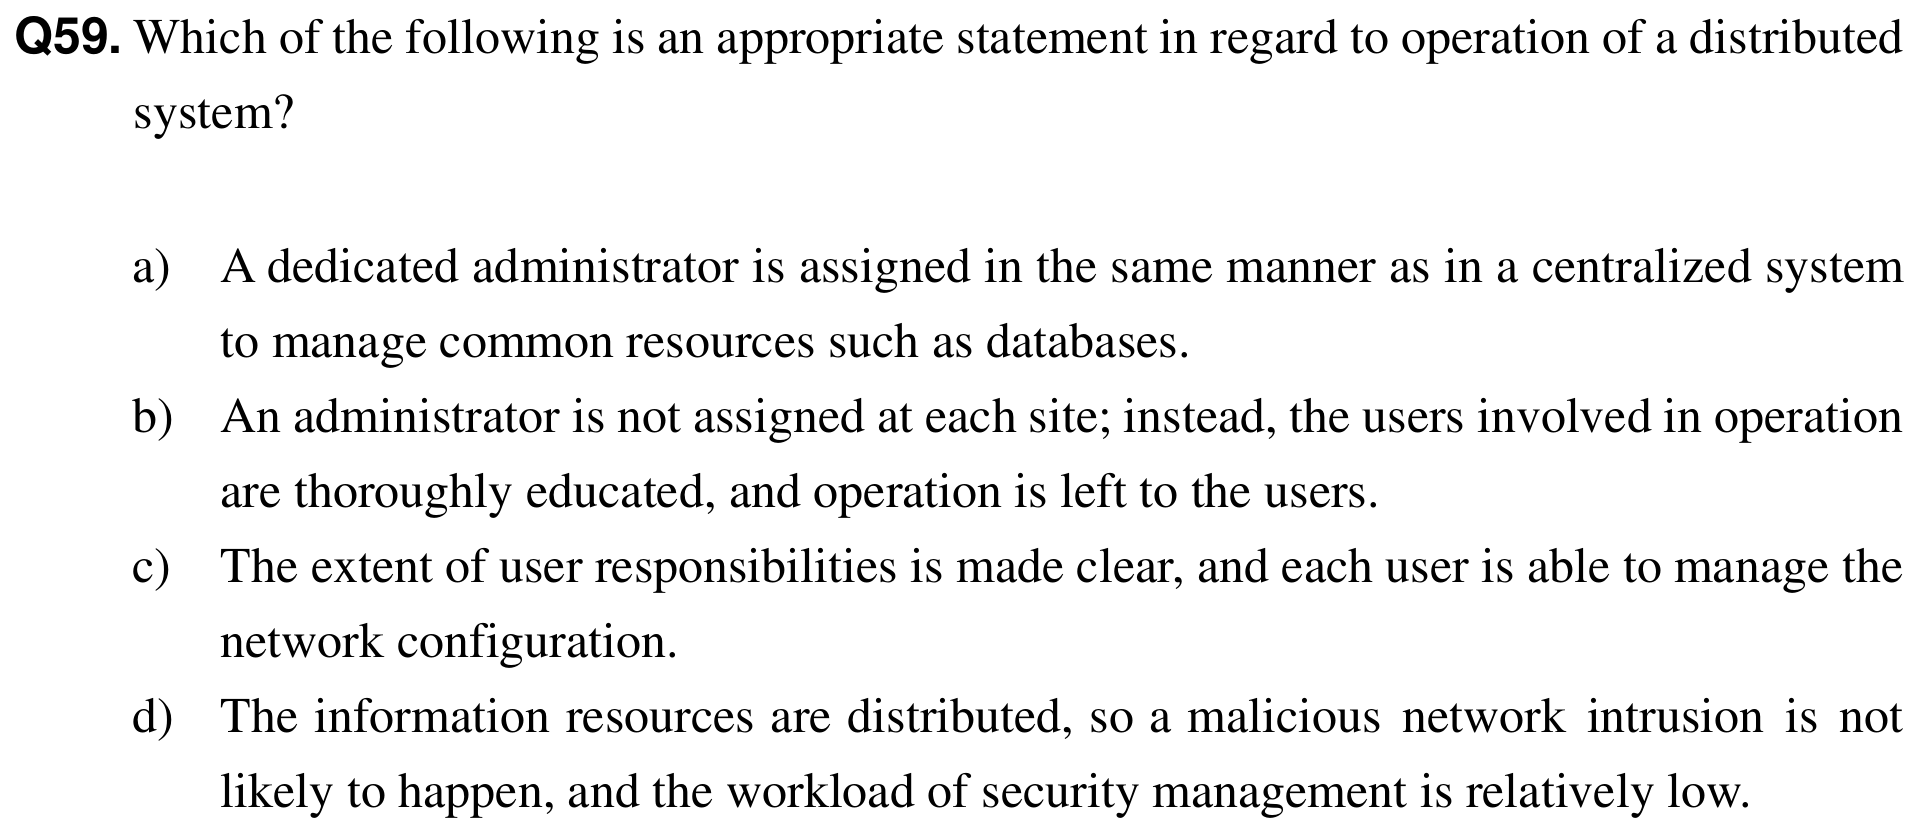 Q59. Which of the following is an appropriate statement in regard to operation of a distributed
system?
a) A dedicated administrator is assigned in the same manner as in a centralized system
to manage common resources such as databases.
b) An administrator is not assigned at each site; instead, the users involved in operation
are thoroughly educated, and operation is left to the users.
c) The extent of user responsibilities is made clear, and each user is able to manage the
network configuration.
d) The information resources are distributed, so a malicious network intrusion is not
likely to happen, and the workload of security management is relatively low.